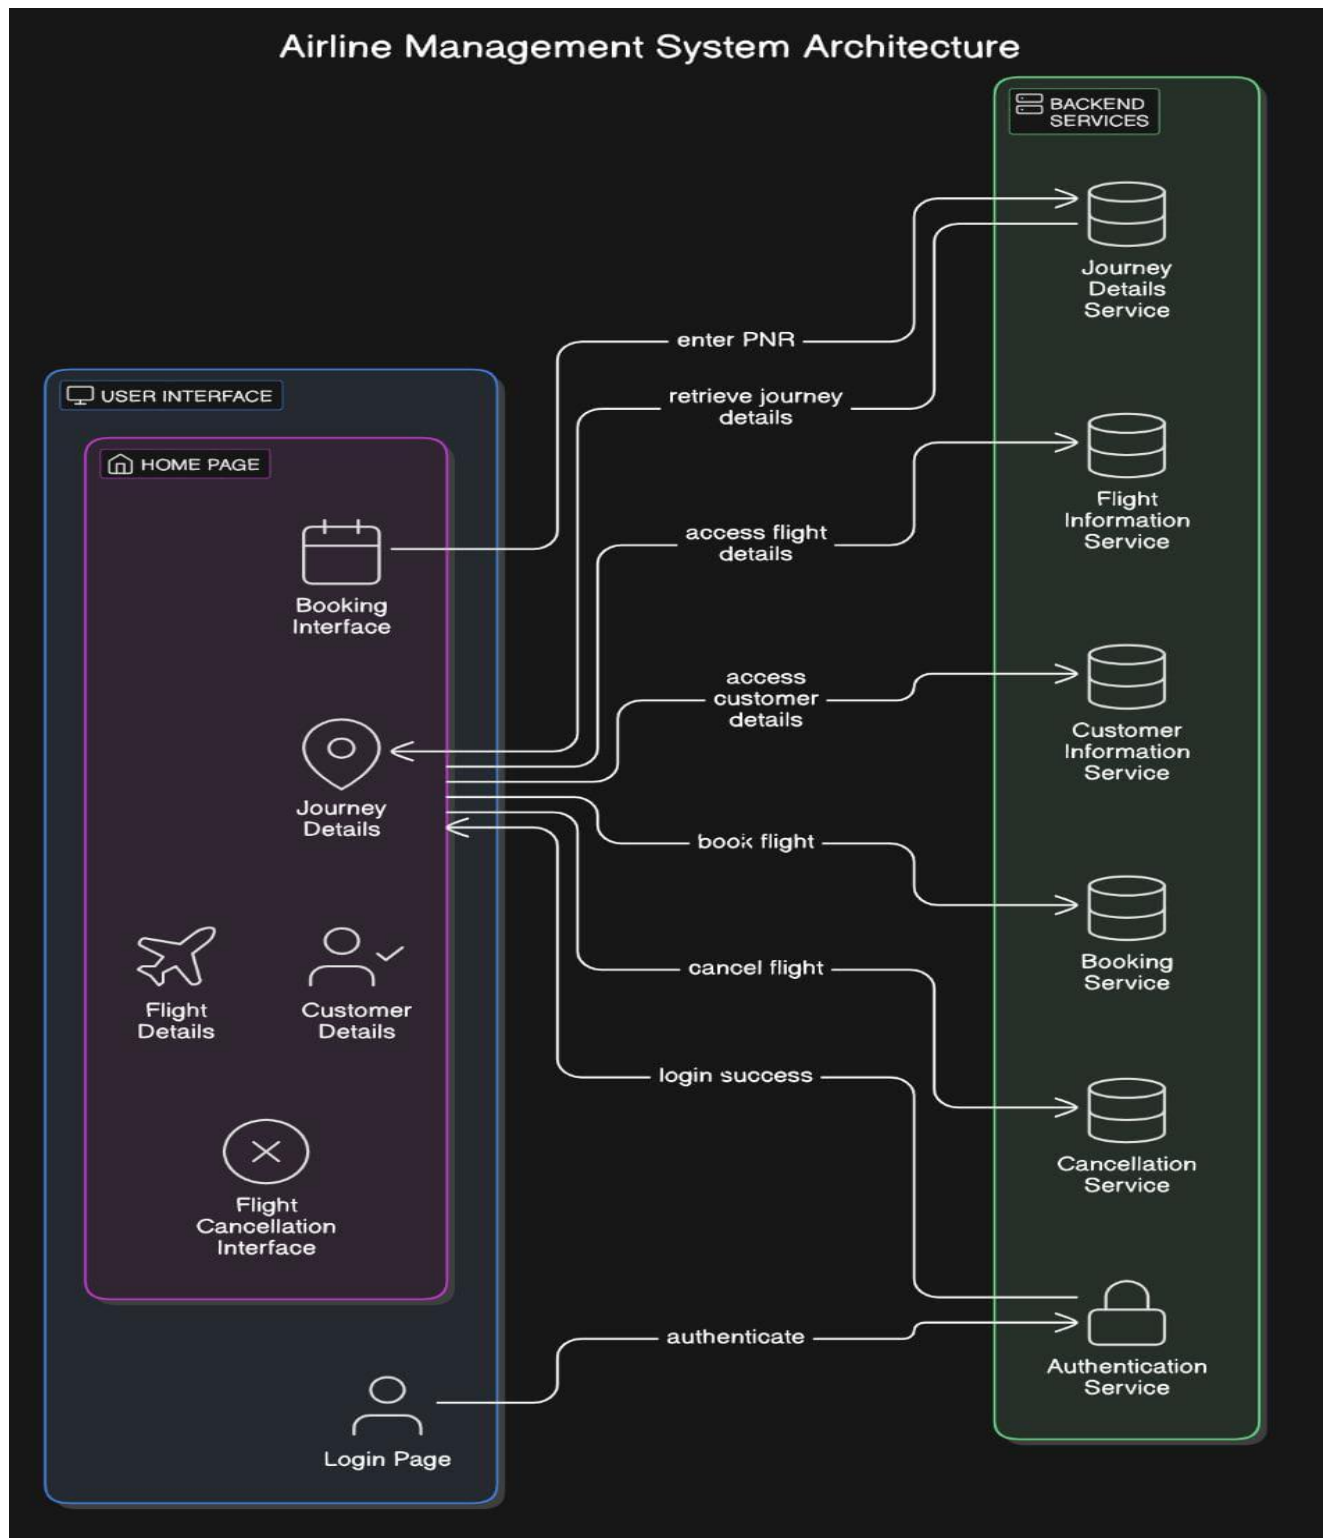 Airline Management System Architecture
BACKEND
SERVICES
Journey
Details
Service
enter PNR
retrieve journey
details
USER INTERFACE
HOME PAGE
Flight
Information
Service
access flight
details
Booking
Interface
access
customer
details
Customer
Information
Service
Journey
Details
book flight
Booking
Service
cancel flight
Flight
Details
Customer
Details
login success
Cancellation
Service
Flight
Cancellation
Interface
authenticate
Authentication
Service
Login Page